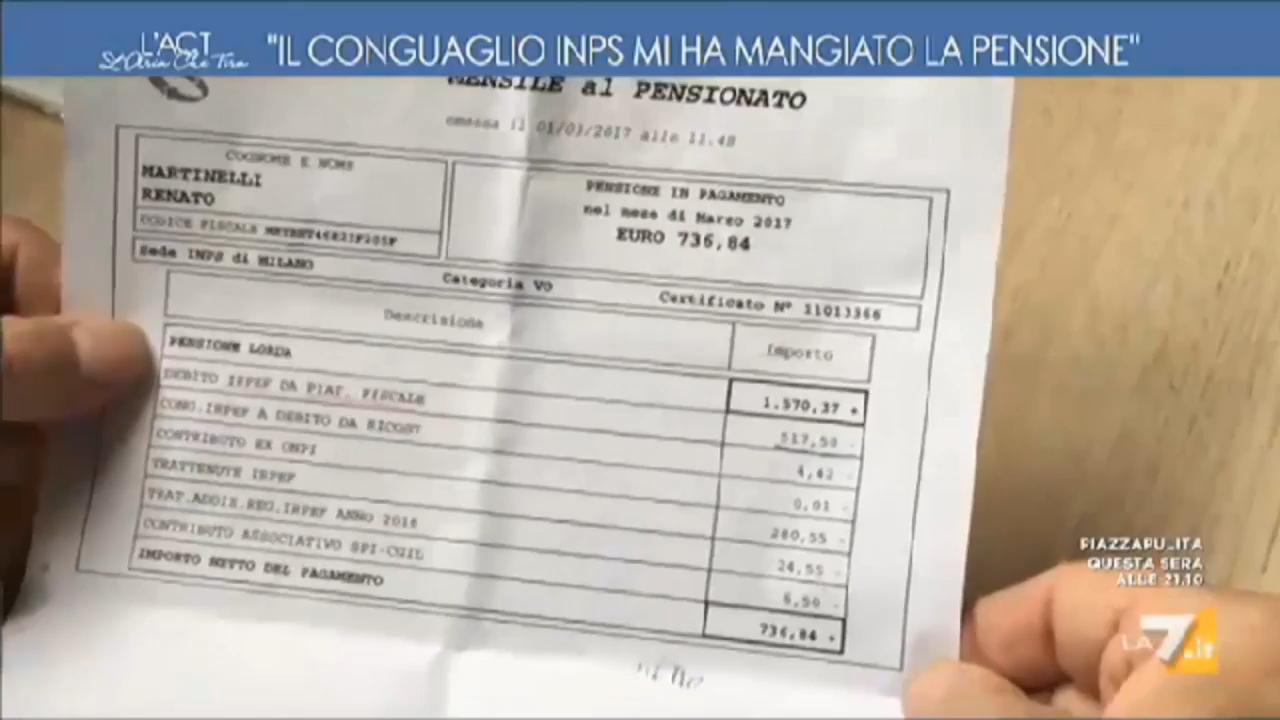 L'ACT
L'Aria Che Tira
"IL CONGUAGLIO INPS MI HA MANGIATO LA PENSIONE"
MENSILE al PENSIONATO
emessa il 01/03/2017 alle 11.48
COGNOME E NOME
MARTINELLI
RENATO
CODICE FISCALE
Sede INPS di MILANO
PENSIONE IN PAGAMENTO
nel mese di Marzo 2017
EURO 736,84
Categoria VO
Certificato N° 11013366
Descrizione
Importo
PENSIONE LORDA 1.570,37 +
DEBITO IRPEF DA PIAT. FISCALE 517,50 -
CONG.IRPEF A DEBITO DA RICOST 4,42 -
CONTRIBUTO EX ONPI 0,01 -
TRATTENUTE IRPEF 280,55 -
TRAT.ADDIZ.REG.IRPEF ANNO 2016 24,55 -
CONTRIBUTO ASSOCIATIVO SPI-CGIL 6,50 -
IMPORTO NETTO DEL PAGAMENTO 736,84 +
PIAZZAPULITA
QUESTA SERA
ALLE 21.10
LA7.it